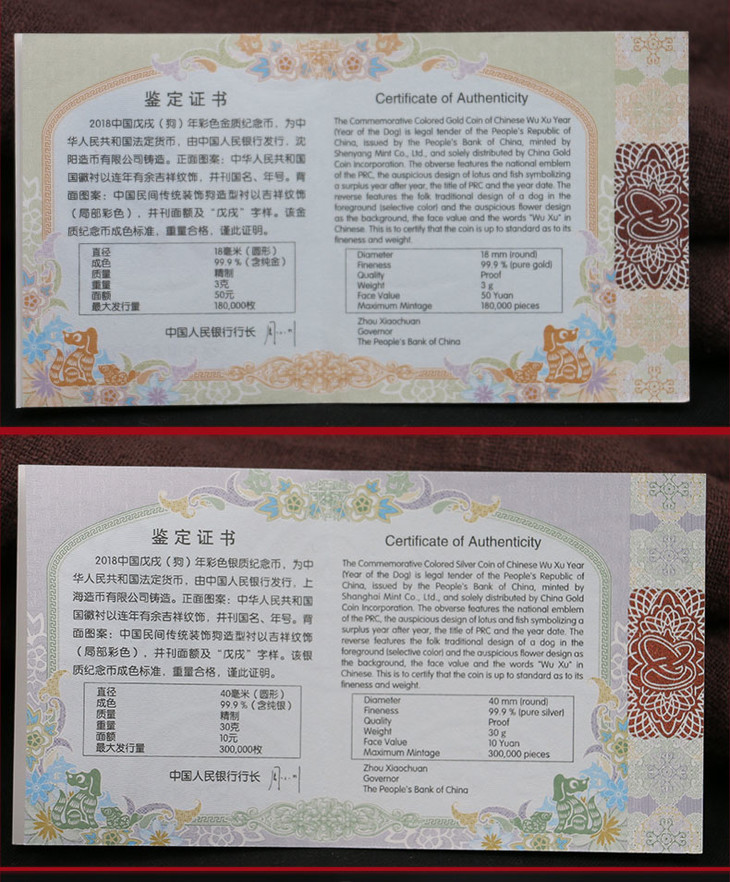 鉴定证书
2018中国戊戌（狗）年彩色金质纪念币，为中
华人民共和国法定货币，由中国人民银行发行，沈
阳造币有限公司铸造。正面图案：中华人民共和国
国徽衬以连年有余吉祥纹饰，并刊国名、年号。背
面图案：中国民间传统装饰狗造型衬以吉祥纹饰
（局部彩色），并刊面额及“戊戌”字样。该金
质纪念币成色标准，重量合格，谨此证明。
直径 18毫米（圆形）
成色 99.9 %（含纯金）
质量 精制
重量 3克
面额 50元
最大发行量 180,000枚
中国人民银行行长
Certificate of Authenticity
The Commemorative Colored Gold Coin of Chinese Wu Xu Year
(Year of the Dog) is legal tender of the People's Republic of
China, issued by the People's Bank of China, minted by
Shenyang Mint Co., Ltd., and solely distributed by China Gold
Coin Incorporation. The obverse features the national emblem
of the PRC, the auspicious design of lotus and fish symbolizing
a surplus year after year, the title of PRC and the year date. The
reverse features the folk traditional design of a dog in the
foreground (selective color) and the auspicious flower design
as the background, the face value and the words "Wu Xu" in
Chinese. This is to certify that the coin is up to standard as to its
fineness and weight.
Diameter 18 mm (round)
Fineness 99.9 % (pure gold)
Quality Proof
Weight 3 g
Face Value 50 Yuan
Maximum Mintage 180,000 pieces
Zhou Xiaochuan
Governor
The People's Bank of China
鉴定证书
2018中国戊戌（狗）年彩色银质纪念币，为中
华人民共和国法定货币，由中国人民银行发行，上
海造币有限公司铸造。正面图案：中华人民共和国
国徽衬以连年有余吉祥纹饰，并刊国名、年号。背
面图案：中国民间传统装饰狗造型衬以吉祥纹饰
（局部彩色），并刊面额及“戊戌”字样。该银
质纪念币成色标准，重量合格，谨此证明。
直径 40毫米（圆形）
成色 99.9 %（含纯银）
质量 精制
重量 30克
面额 10元
最大发行量 300,000枚
中国人民银行行长
Certificate of Authenticity
The Commemorative Colored Silver Coin of Chinese Wu Xu Year
(Year of the Dog) is legal tender of the People's Republic of
China, issued by the People's Bank of China, minted by
Shanghai Mint Co., Ltd., and solely distributed by China Gold
Coin Incorporation. The obverse features the national emblem
of the PRC, the auspicious design of lotus and fish symbolizing a
surplus year after year, the title of PRC and the year date. The
reverse features the folk traditional design of a dog in the
foreground (selective color) and the auspicious flower design as
the background, the face value and the words "Wu Xu" in
Chinese. This is to certify that the coin is up to standard as to its
fineness and weight.
Diameter 40 mm (round)
Fineness 99.9 % (pure silver)
Quality Proof
Weight 30 g
Face Value 10 Yuan
Maximum Mintage 300,000 pieces
Zhou Xiaochuan
Governor
The People's Bank of China